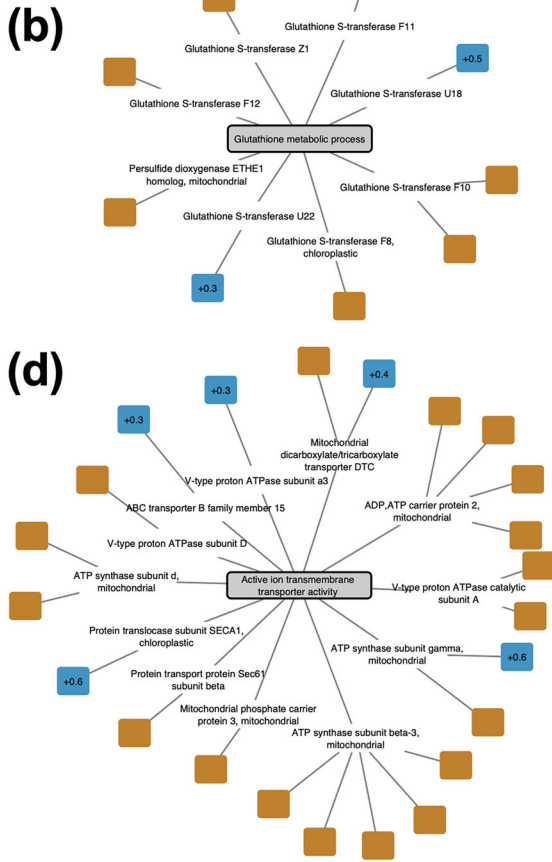 (b)
Glutathione S-transferase F11
Glutathione S-transferase Z1
+0.5
Glutathione S-transferase U18
Glutathione S-transferase F12
Glutathione metabolic process
Persulfide dioxygenase ETHE1
homolog, mitochondrial
Glutathione S-transferase F10
Glutathione S-transferase U22
Glutathione S-transferase F8,
chloroplastic
+0.3
(d)
+0.4
+0.3
+0.3
Mitochondrial
dicarboxylate/tricarboxylate
transporter DTC
V-type proton ATPase subunit a3
ABC transporter B family member 15
ADP,ATP carrier protein 2,
mitochondrial
V-type proton ATPase subunit D
ATP synthase subunit d,
mitochondrial
Active ion transmembrane
transporter activity
V-type proton ATPase catalytic
subunit A
Protein translocase subunit SECA1,
chloroplastic
ATP synthase subunit gamma,
mitochondrial
+0.6
+0.6
Protein transport protein Sec61
subunit beta
Mitochondrial phosphate carrier
protein 3, mitochondrial
ATP synthase subunit beta-3,
mitochondrial